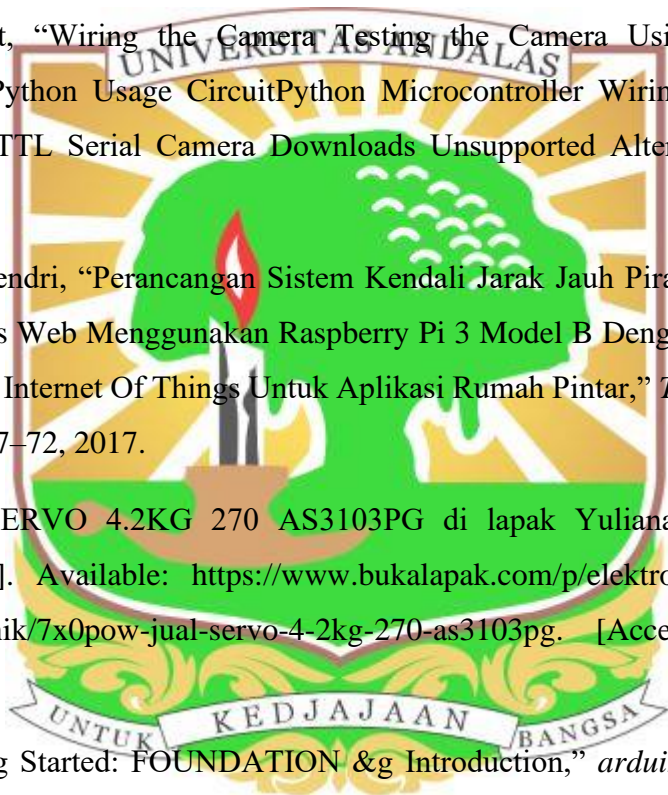 t, “Wiring the Camera Testing the Camera Usi
UNIVERSITAS ANDALAS
Python Usage CircuitPython Microcontroller Wirin
TTL Serial Camera Downloads Unsupported Alter
endri, “Perancangan Sistem Kendali Jarak Jauh Pira
s Web Menggunakan Raspberry Pi 3 Model B Deng
Internet Of Things Untuk Aplikasi Rumah Pintar,” T
7–72, 2017.
ERVO 4.2KG 270 AS3103PG di lapak Yuliana
]. Available: https://www.bukalapak.com/p/elektro
nik/7x0pow-jual-servo-4-2kg-270-as3103pg. [Acce
UNTUK KEDJAJAAN BANGSA
g Started: FOUNDATION &g Introduction,” ardui